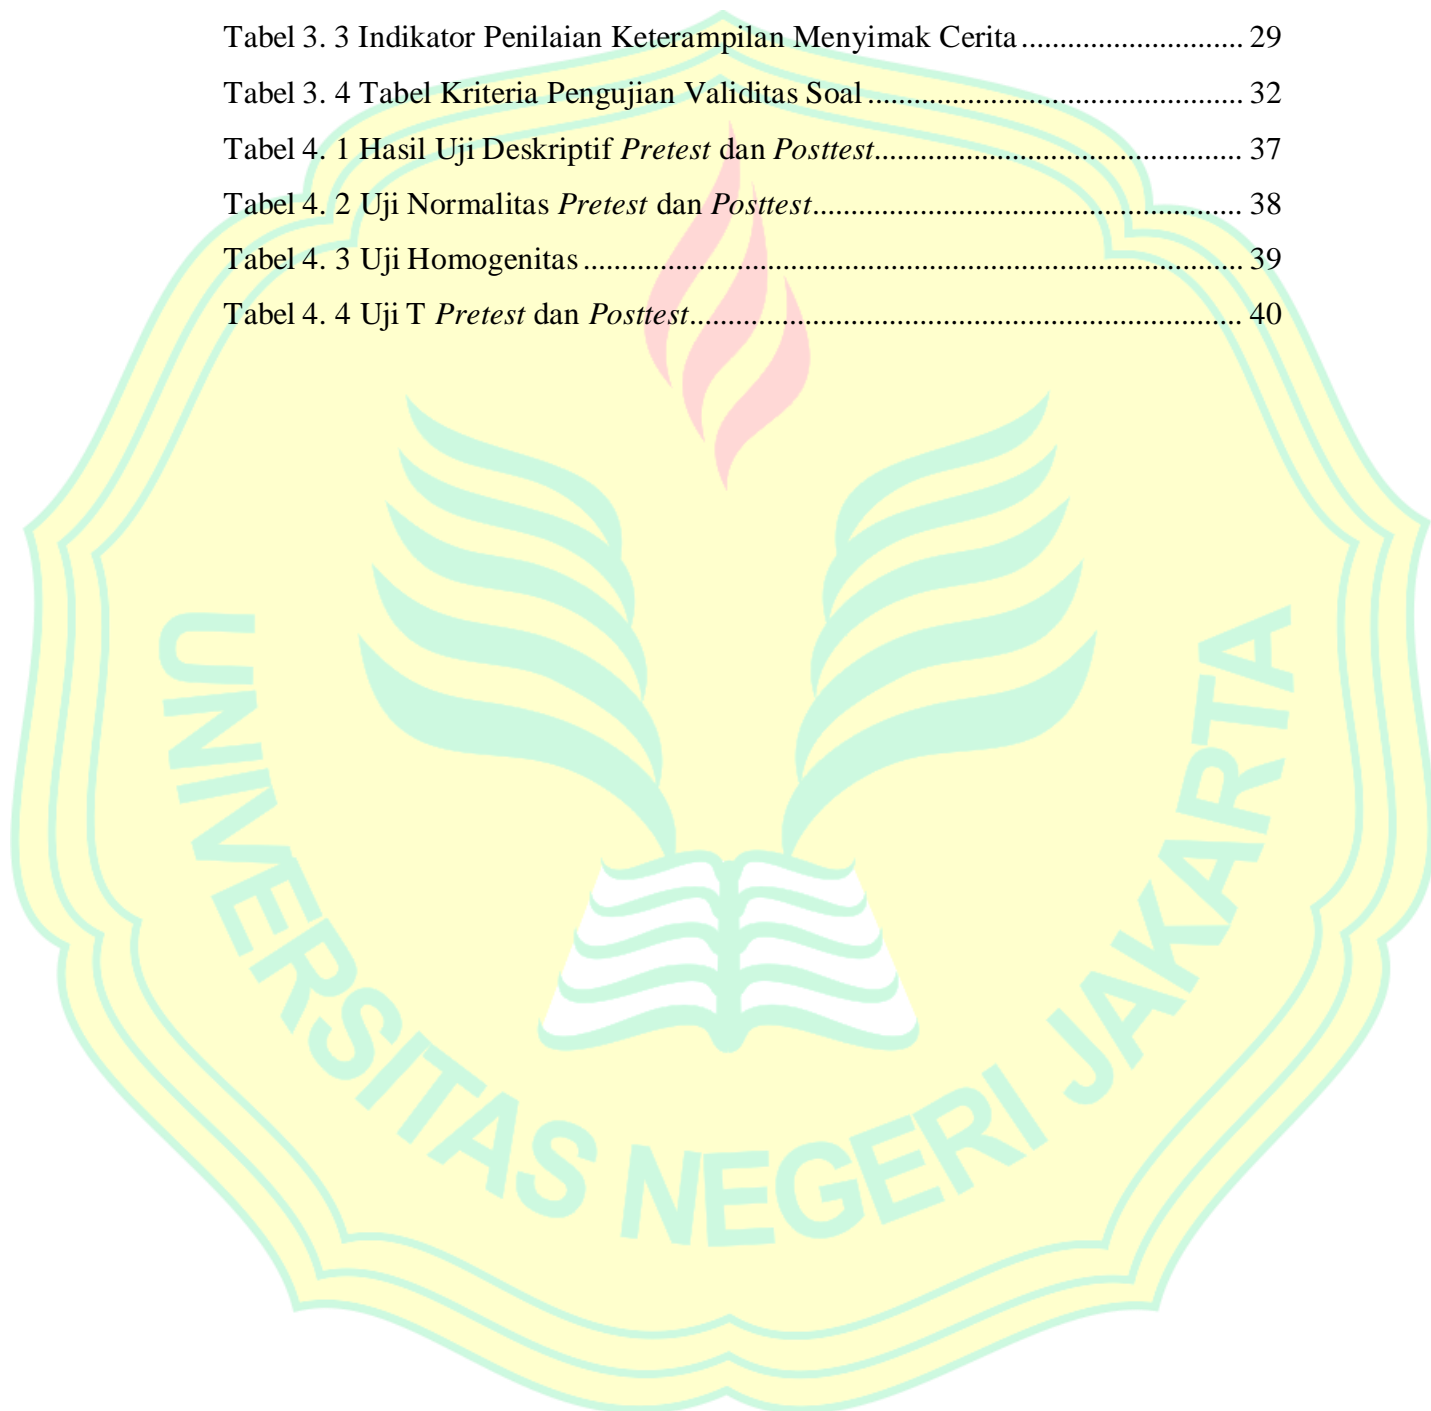 Tabel 3. 3 Indikator Penilaian Keterampilan Menyimak Cerita ............................. 29
Tabel 3. 4 Tabel Kriteria Pengujian Validitas Soal ................................................. 32
Tabel 4. 1 Hasil Uji Deskriptif Pretest dan Posttest................................................ 37
Tabel 4. 2 Uji Normalitas Pretest dan Posttest........................................................ 38
Tabel 4. 3 Uji Homogenitas ...................................................................................... 39
Tabel 4. 4 Uji T Pretest dan Posttest........................................................................ 40
UNIVERSITAS NEGERI JAKARTA